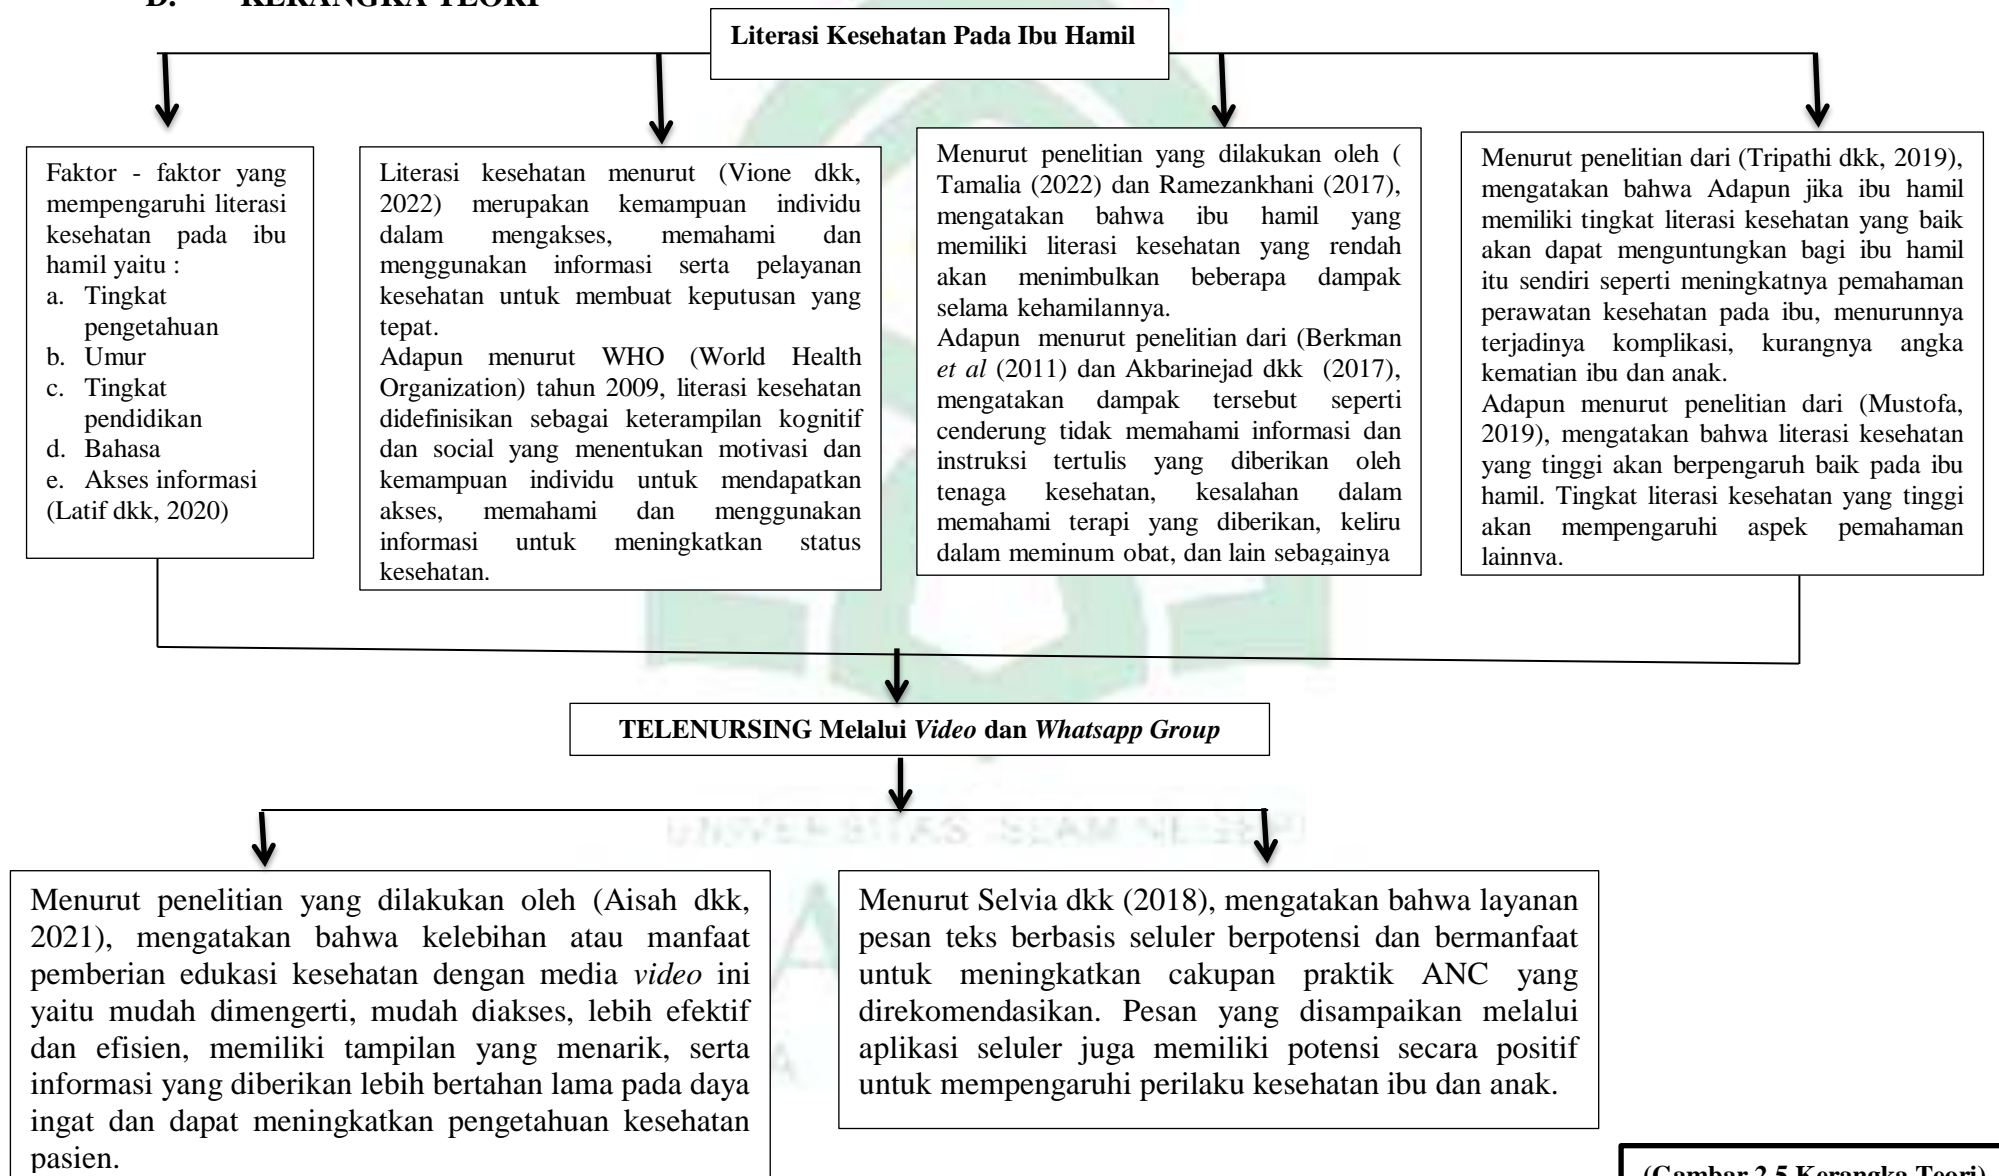 D. KERANGKA TEORI
Literasi Kesehatan Pada Ibu Hamil
Faktor - faktor yang
mempengaruhi literasi
kesehatan pada ibu
hamil yaitu :
a. Tingkat
pengetahuan
b. Umur
c. Tingkat
pendidikan
d. Bahasa
e. Akses informasi
(Latif dkk, 2020)
Literasi kesehatan menurut (Vione dkk,
2022) merupakan kemampuan individu
dalam mengakses, memahami dan
menggunakan informasi serta pelayanan
kesehatan untuk membuat keputusan yang
tepat.
Adapun menurut WHO (World Health
Organization) tahun 2009, literasi kesehatan
didefinisikan sebagai keterampilan kognitif
dan social yang menentukan motivasi dan
kemampuan individu untuk mendapatkan
akses, memahami dan menggunakan
informasi untuk meningkatkan status
kesehatan.
Menurut penelitian yang dilakukan oleh (
Tamalia (2022) dan Ramezankhani (2017),
mengatakan bahwa ibu hamil yang
memiliki literasi kesehatan yang rendah
akan menimbulkan beberapa dampak
selama kehamilannya.
Adapun menurut penelitian dari (Berkman
et al (2011) dan Akbarinejad dkk (2017),
mengatakan dampak tersebut seperti
cenderung tidak memahami informasi dan
instruksi tertulis yang diberikan oleh
tenaga kesehatan, kesalahan dalam
memahami terapi yang diberikan, keliru
dalam meminum obat, dan lain sebagainya
Menurut penelitian dari (Tripathi dkk, 2019),
mengatakan bahwa Adapun jika ibu hamil
memiliki tingkat literasi kesehatan yang baik
akan dapat menguntungkan bagi ibu hamil
itu sendiri seperti meningkatnya pemahaman
perawatan kesehatan pada ibu, menurunnya
terjadinya komplikasi, kurangnya angka
kematian ibu dan anak.
Adapun menurut penelitian dari (Mustofa,
2019), mengatakan bahwa literasi kesehatan
yang tinggi akan berpengaruh baik pada ibu
hamil. Tingkat literasi kesehatan yang tinggi
akan mempengaruhi aspek pemahaman
lainnya.
TELENURSING Melalui Video dan Whatsapp Group
UNIVERSITAS ISLAM NEGERI
Menurut penelitian yang dilakukan oleh (Aisah dkk,
2021), mengatakan bahwa kelebihan atau manfaat
pemberian edukasi kesehatan dengan media video ini
yaitu mudah dimengerti, mudah diakses, lebih efektif
dan efisien, memiliki tampilan yang menarik, serta
informasi yang diberikan lebih bertahan lama pada daya
ingat dan dapat meningkatkan pengetahuan kesehatan
pasien.
Menurut Selvia dkk (2018), mengatakan bahwa layanan
pesan teks berbasis seluler berpotensi dan bermanfaat
untuk meningkatkan cakupan praktik ANC yang
direkomendasikan. Pesan yang disampaikan melalui
aplikasi seluler juga memiliki potensi secara positif
untuk mempengaruhi perilaku kesehatan ibu dan anak.
(Gambar 2.5 Kerangka Teori)